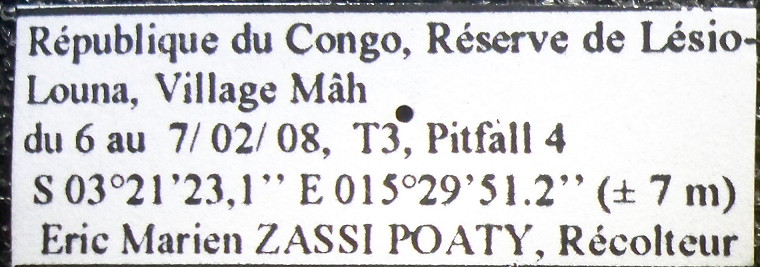 République du Congo, Réserve de Lésio-
Louna, Village Mâh
du 6 au 7/ 02/ 08, T3, Pitfall 4
S 03°21’23,1’’ E 015°29’51.2’’ (± 7 m)
Eric Marien ZASSI POATY, Récolteur